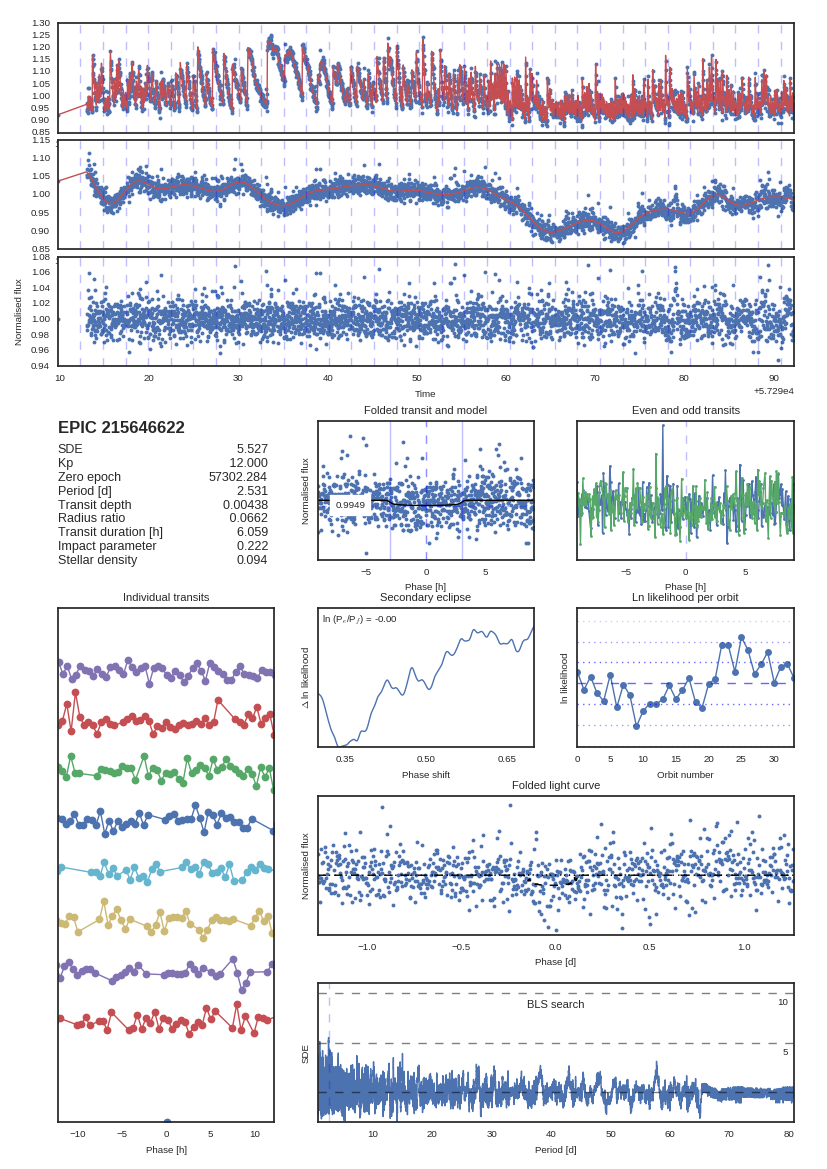 1.30
1.25
1.20
1.15
1.10
1.05
1.00
0.95
0.90
0.85
1.15
1.10
1.05
1.00
0.95
0.90
0.85
1.08
1.06
1.04
1.02
1.00
0.98
0.96
0.94
Normalised flux
10 20 30 40 50 60 70 80 90
Time
+5.729e4
EPIC 215646622
SDE 5.527
Kp 12.000
Zero epoch 57302.284
Period [d] 2.531
Transit depth 0.00438
Radius ratio 0.0662
Transit duration [h] 6.059
Impact parameter 0.222
Stellar density 0.094
Folded transit and model
Normalised flux
0.9949
−5 0 5
Phase [h]
Even and odd transits
−5 0 5
Phase [h]
Individual transits
−10 −5 0 5 10
Phase [h]
Secondary eclipse
ln (Pₑ/P_f) = -0.00
Δ ln likelihood
0.35 0.50 0.65
Phase shift
Ln likelihood per orbit
ln likelihood
0 5 10 15 20 25 30
Orbit number
Folded light curve
Normalised flux
−1.0 −0.5 0.0 0.5 1.0
Phase [d]
BLS search
10
5
SDE
10 20 30 40 50 60 70 80
Period [d]